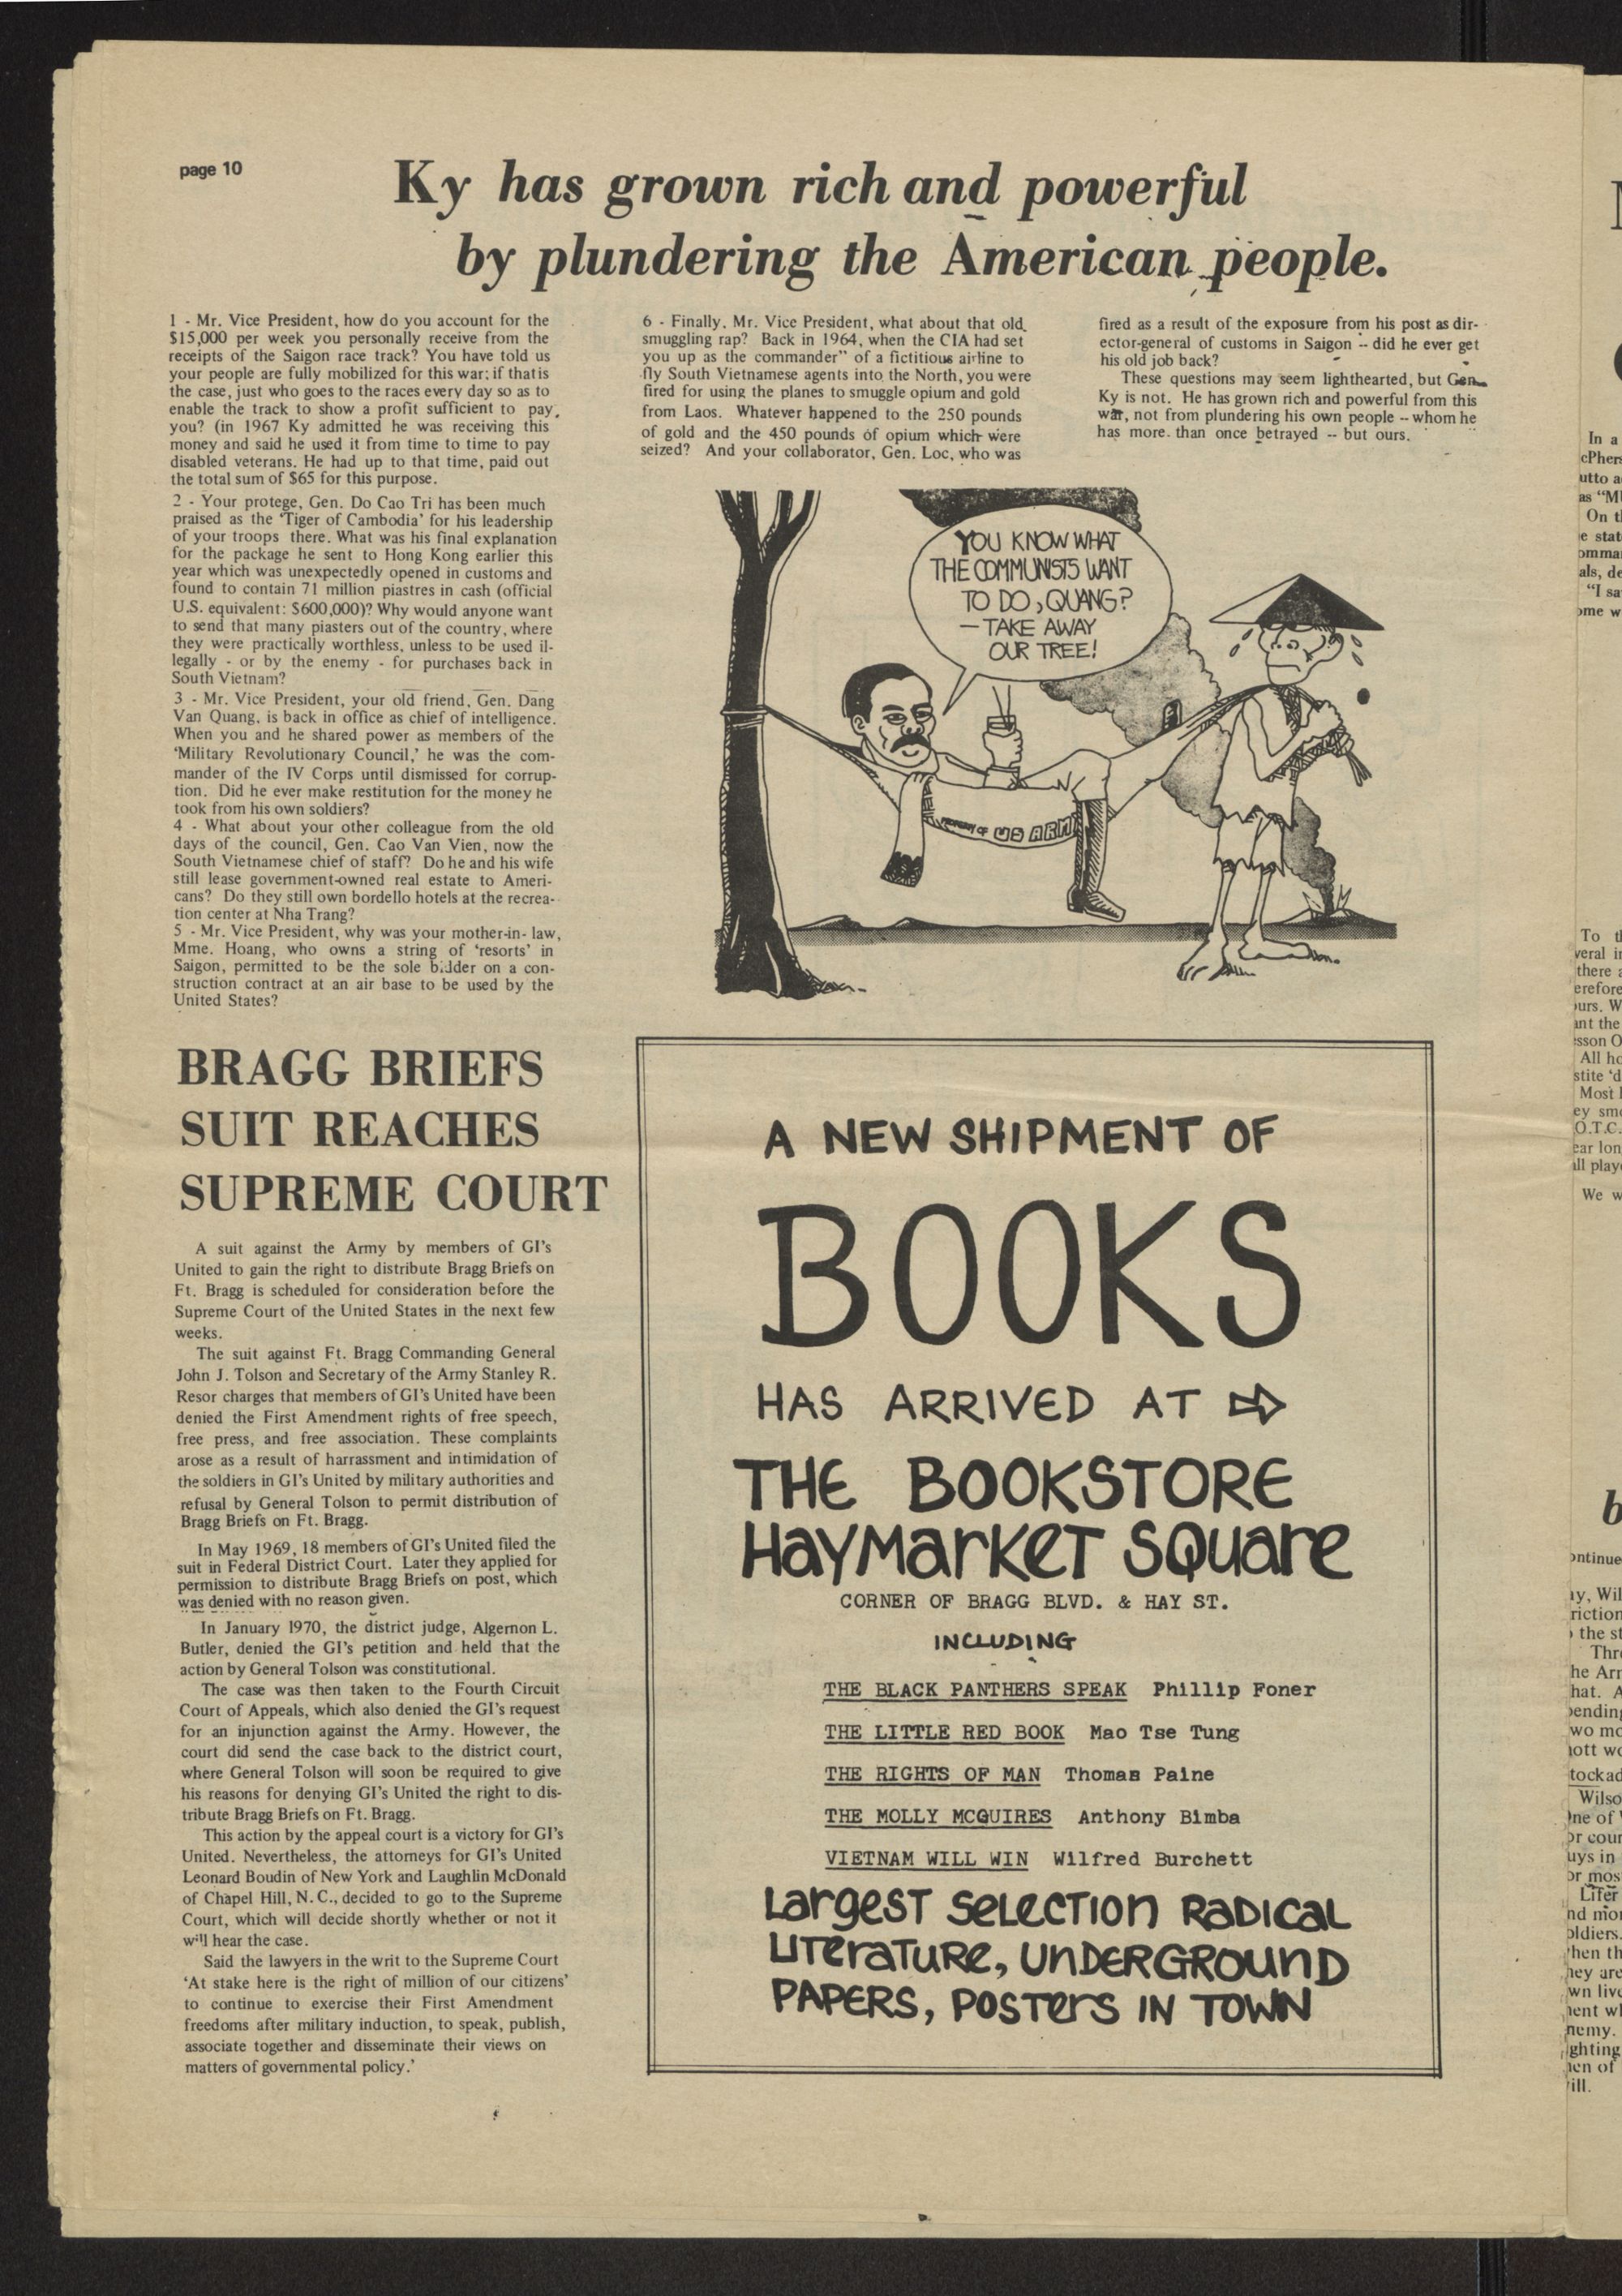 page 10
Ky has grown rich and powerful
by plundering the American people.
1 - Mr. Vice President, how do you account for the
$15,000 per week you personally receive from the
receipts of the Saigon race track? You have told us
your people are fully mobilized for this war; if that is
the case, just who goes to the races every day so as to
enable the track to show a profit sufficient to pay
you? (in 1967 Ky admitted he was receiving this
money and said he used it from time to time to pay
disabled veterans. He had up to that time, paid out
the total sum of $65 for this purpose.
2 - Your protege, Gen. Do Cao Tri has been much
praised as the 'Tiger of Cambodia' for his leadership
of your troops there. What was his final explanation
for the package he sent to Hong Kong earlier this
year which was unexpectedly opened in customs and
found to contain 71 million piastres in cash (official
U.S. equivalent: $600,000)? Why would anyone want
to send that many piasters out of the country, where
they were practically worthless, unless to be used il-
legally - or by the enemy - for purchases back in
South Vietnam?
3 - Mr. Vice President, your old friend, Gen. Dang
Van Quang, is back in office as chief of intelligence.
When you and he shared power as members of the
'Military Revolutionary Council,' he was the com-
mander of the IV Corps until dismissed for corrup-
tion. Did he ever make restitution for the money he
took from his own soldiers?
4 - What about your other colleague from the old
days of the council, Gen. Cao Van Vien, now the
South Vietnamese chief of staff? Do he and his wife
still lease government-owned real estate to Ameri-
cans? Do they still own bordello hotels at the recrea-
tion center at Nha Trang?
5 - Mr. Vice President, why was your mother-in- law,
Mme. Hoang, who owns a string of 'resorts' in
Saigon, permitted to be the sole bidder on a con-
struction contract at an air base to be used by the
United States?
6 - Finally, Mr. Vice President, what about that old
smuggling rap? Back in 1964, when the CIA had set
you up as the commander" of a fictitious airline to
fly South Vietnamese agents into the North, you were
fired for using the planes to smuggle opium and gold
from Laos. Whatever happened to the 250 pounds
of gold and the 450 pounds of opium which were
seized? And your collaborator, Gen. Loc, who was
fired as a result of the exposure from his post as dir-
ector-general of customs in Saigon -- did he ever get
his old job back?
These questions may seem lighthearted, but Gen.
Ky is not. He has grown rich and powerful from this
war, not from plundering his own people -- whom he
has more than once betrayed -- but ours.
YOU KNOW WHAT
THE COMMUNISTS WANT
TO DO, QUANG?
— TAKE AWAY
OUR TREE!
OF US ARMY
BRAGG BRIEFS
SUIT REACHES
SUPREME COURT
A suit against the Army by members of GI's
United to gain the right to distribute Bragg Briefs on
Ft. Bragg is scheduled for consideration before the
Supreme Court of the United States in the next few
weeks.
The suit against Ft. Bragg Commanding General
John J. Tolson and Secretary of the Army Stanley R.
Resor charges that members of GI's United have been
denied the First Amendment rights of free speech,
free press, and free association. These complaints
arose as a result of harrassment and intimidation of
the soldiers in GI's United by military authorities and
refusal by General Tolson to permit distribution of
Bragg Briefs on Ft. Bragg.
In May 1969, 18 members of GI's United filed the
suit in Federal District Court. Later they applied for
permission to distribute Bragg Briefs on post, which
was denied with no reason given.
In January 1970, the district judge, Algernon L.
Butler, denied the GI's petition and held that the
action by General Tolson was constitutional.
The case was then taken to the Fourth Circuit
Court of Appeals, which also denied the GI's request
for an injunction against the Army. However, the
court did send the case back to the district court,
where General Tolson will soon be required to give
his reasons for denying GI's United the right to dis-
tribute Bragg Briefs on Ft. Bragg.
This action by the appeal court is a victory for GI's
United. Nevertheless, the attorneys for GI's United
Leonard Boudin of New York and Laughlin McDonald
of Chapel Hill, N.C., decided to go to the Supreme
Court, which will decide shortly whether or not it
will hear the case.
Said the lawyers in the writ to the Supreme Court
'At stake here is the right of million of our citizens'
to continue to exercise their First Amendment
freedoms after military induction, to speak, publish,
associate together and disseminate their views on
matters of governmental policy.'
A NEW SHIPMENT OF
BOOKS
HAS ARRIVED AT ⇨
THE BOOKSTORE
HAYMARKET SQUARE
CORNER OF BRAGG BLVD. & HAY ST.
INCLUDING
THE BLACK PANTHERS SPEAK Phillip Foner
THE LITTLE RED BOOK Mao Tse Tung
THE RIGHTS OF MAN Thomas Paine
THE MOLLY MCGUIRES Anthony Bimba
VIETNAM WILL WIN Wilfred Burchett
LARGEST SELECTION RADICAL
LITERATURE, UNDERGROUND
PAPERS, POSTERS IN TOWN